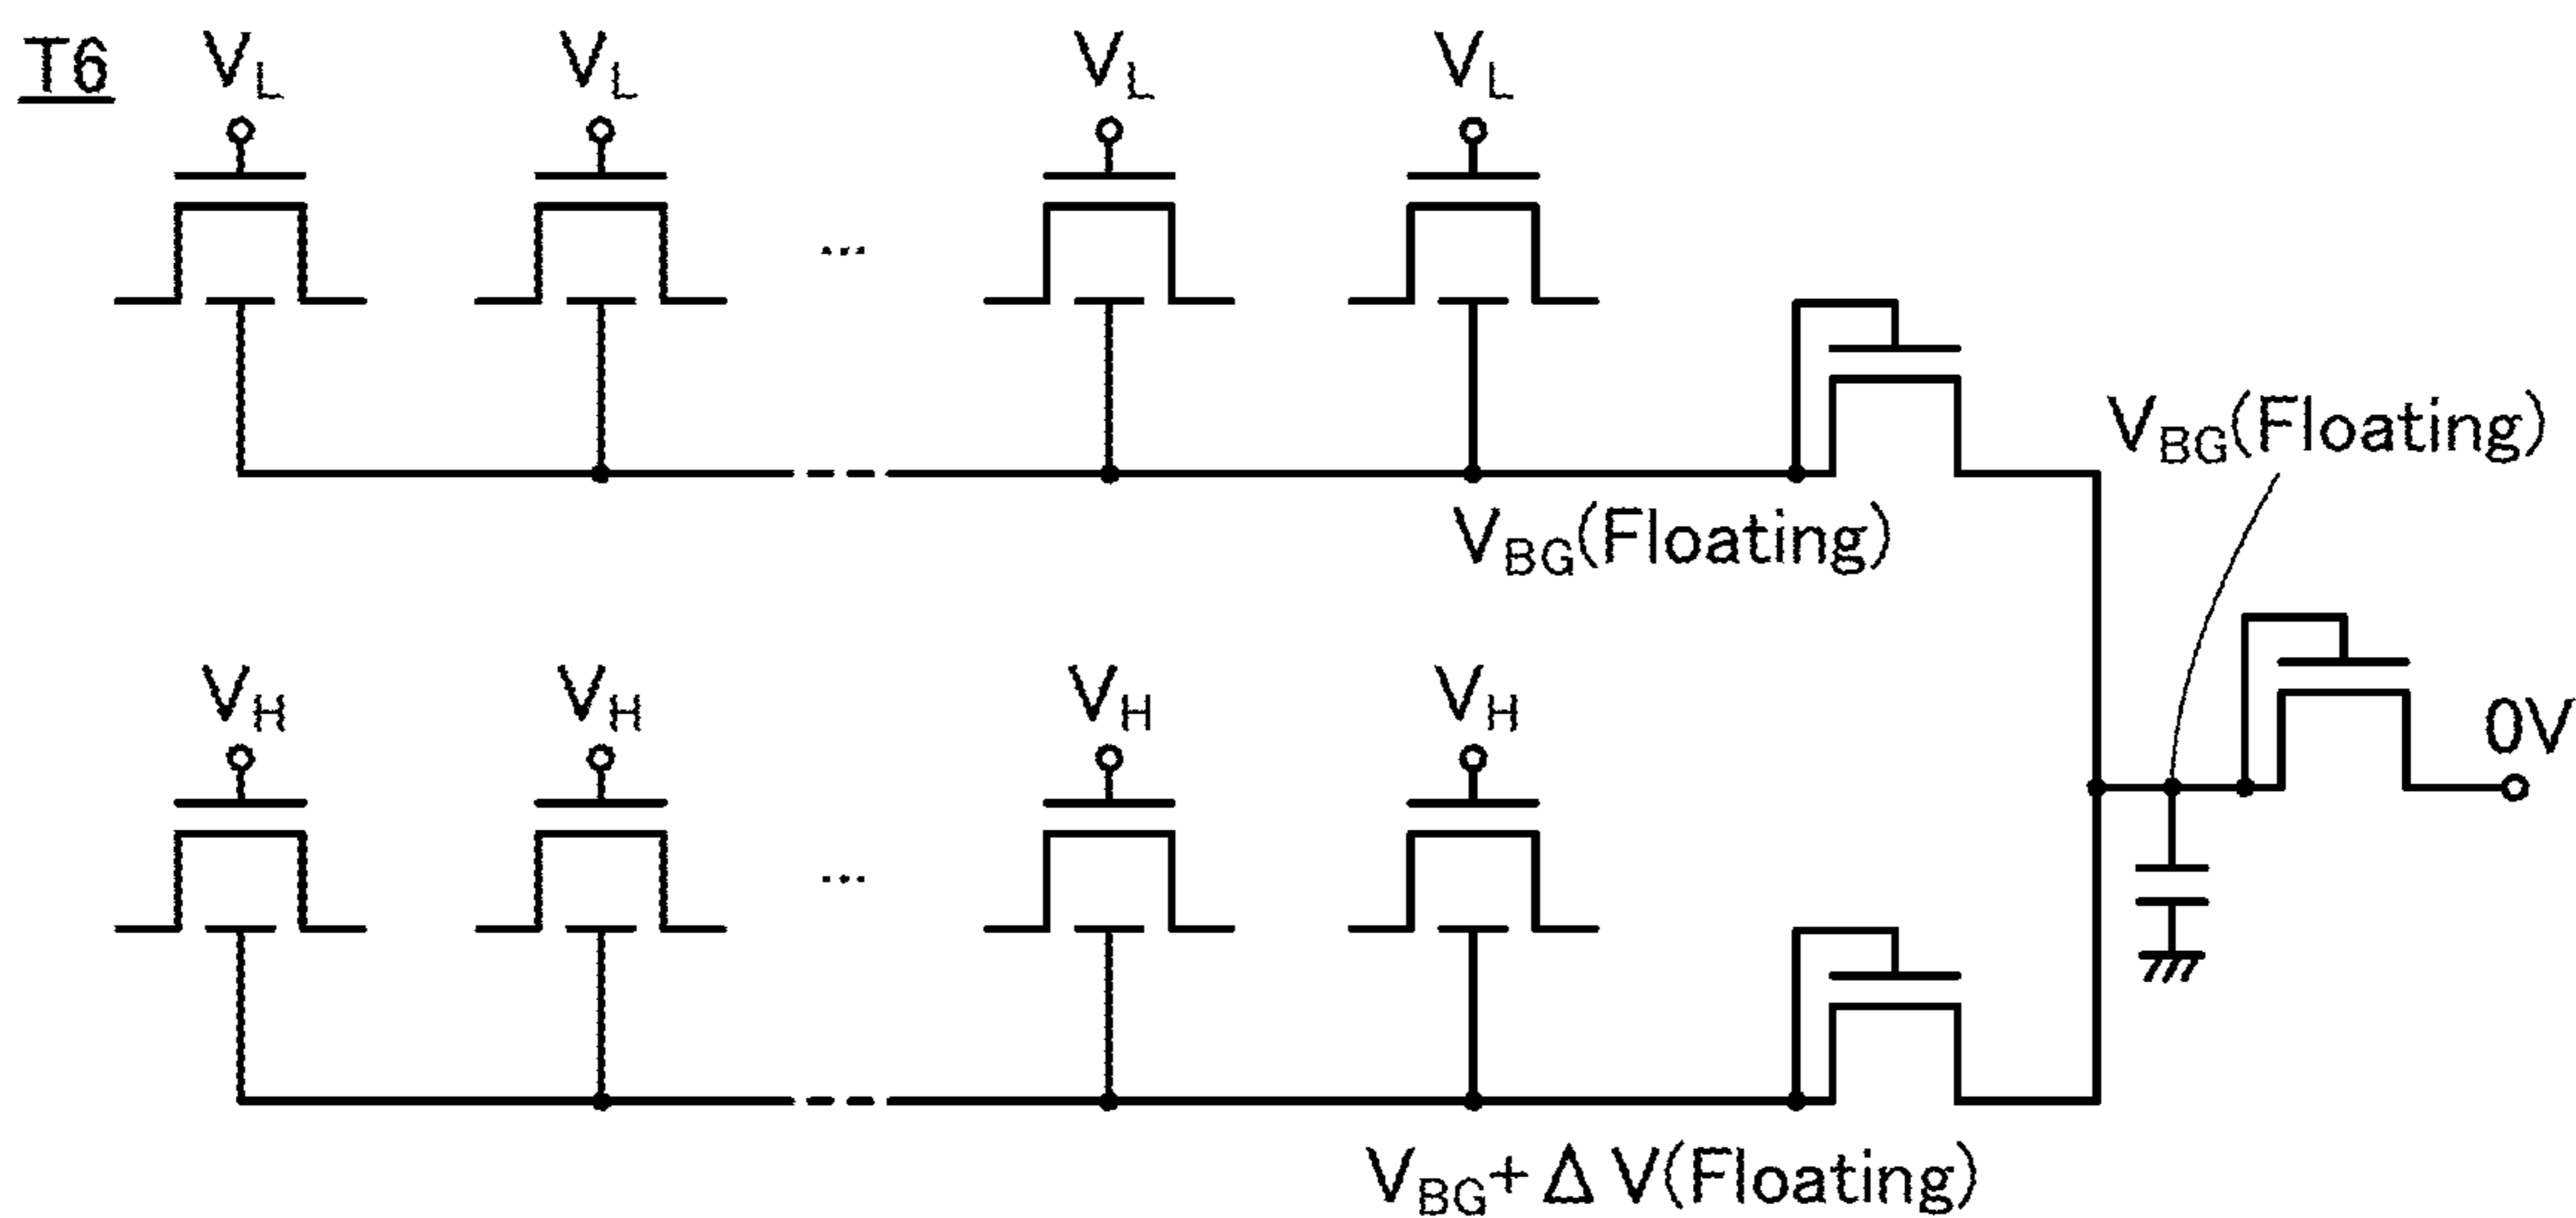 T6 V_L V_L V_L V_L
...
V_BG(Floating)
V_BG(Floating)
V_H V_H V_H V_H
0V
...
V_BG+ΔV(Floating)